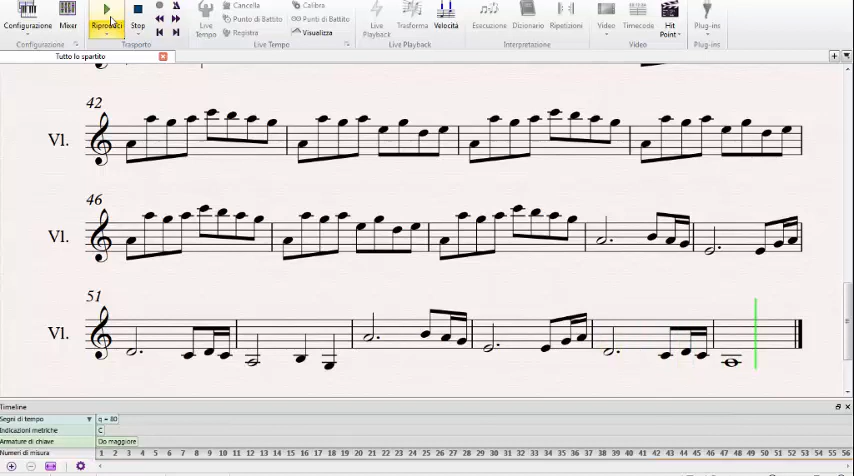 Configurazione Mixer Riproduci Stop Live Tempo Cancella Punto di Battito Registra Calibra Punti di Battito Visualizza Live Playback Trasforma Velocità Esecuzione Dizionario Ripetizioni Video Timecode Hit Point Plug-ins
Configurazione Trasporto Live Tempo Live Playback Interpretazione Video Plug-ins
Tutto lo spartito
42
Vl.
46
Vl.
51
Vl.
Timeline
Segni di tempo q = 80
Indicazioni metriche C
Armature di chiave Do maggiore
Numeri di misura 1 2 3 4 5 6 7 8 9 10 11 12 13 14 15 16 17 18 19 20 21 22 23 24 25 26 27 28 29 30 31 32 33 34 35 36 37 38 39 40 41 42 43 44 45 46 47 48 49 50 51 52 53 54 55 56